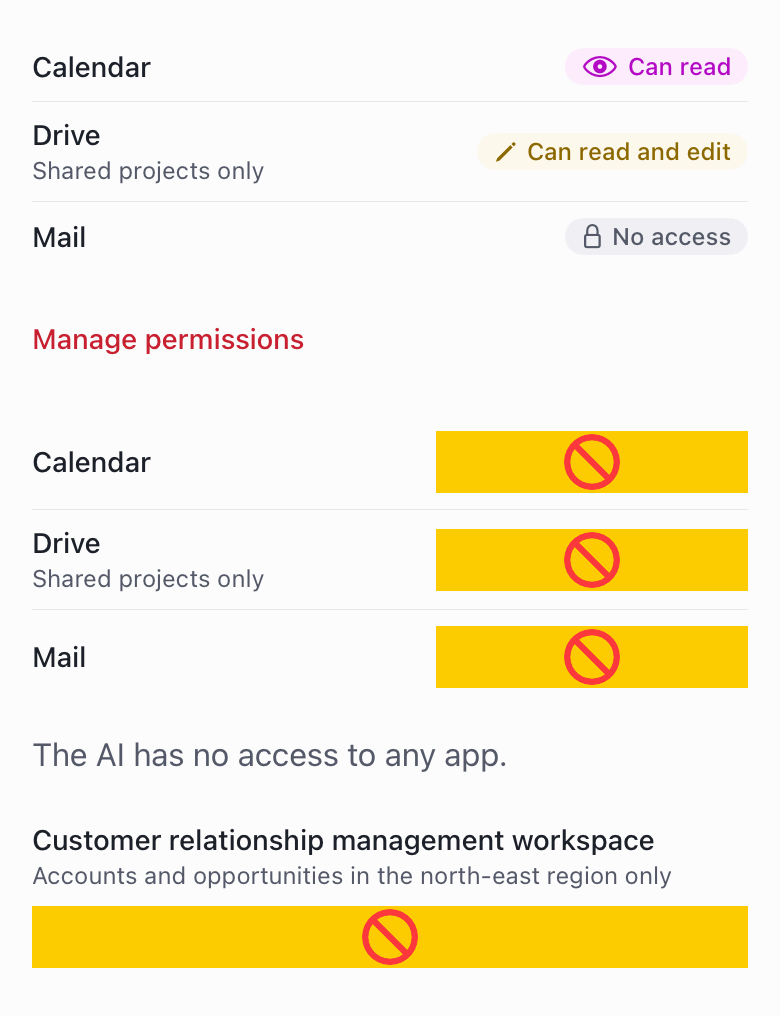 Calendar
Can read
Drive
Shared projects only
Can read and edit
Mail
No access
Manage permissions
Calendar
Drive
Shared projects only
Mail
The AI has no access to any app.
Customer relationship management workspace
Accounts and opportunities in the north-east region only